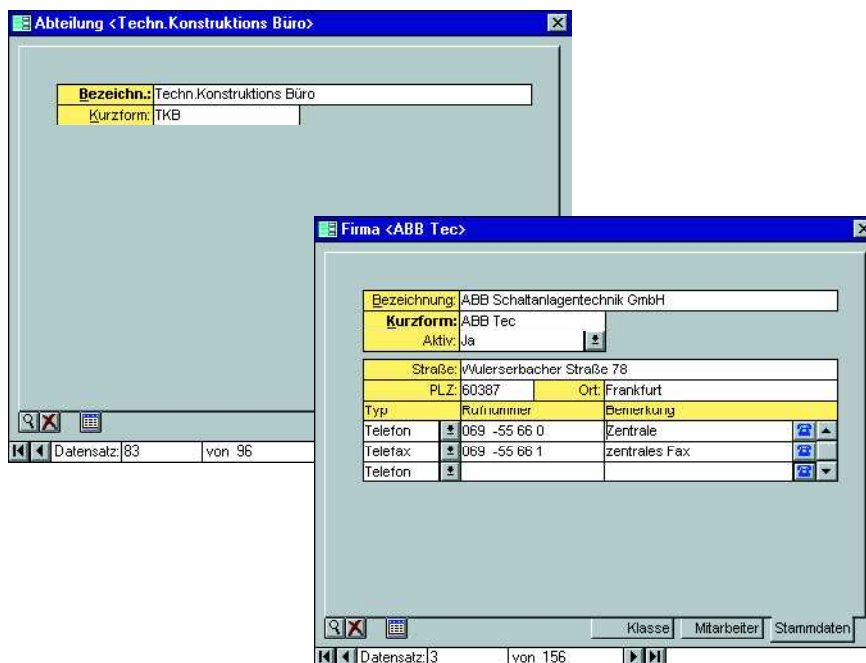 Abteilung <Techn.Konstruktions Büro>
Bezeichn.: Techn.Konstruktions Büro
Kurzform: TKB
Datensatz: 83 von 96
Firma <ABB Tec>
Bezeichnung: ABB Schaltanlagentechnik GmbH
Kurzform: ABB Tec
Aktiv: Ja
Straße: Wulerserbacher Straße 78
PLZ: 60387 Ort: Frankfurt
Typ Rufnummer Bemerkung
Telefon 069 -55 66 0 Zentrale
Telefax 069 -55 66 1 zentrales Fax
Telefon
Klasse Mitarbeiter Stammdaten
Datensatz: 3 von 156